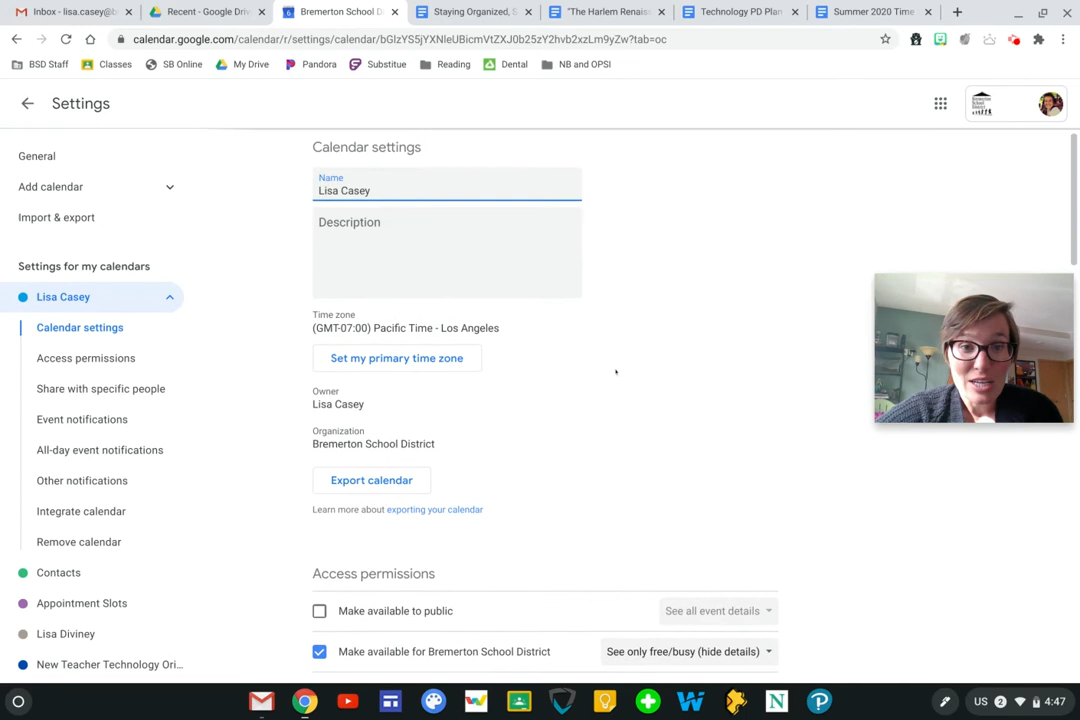 Inbox - lisa.casey@b
Recent - Google Driv
Bremerton School D
Staying Organized, S
"The Harlem Renais
Technology PD Plan
Summer 2020 Time
calendar.google.com/calendar/r/settings/calendar/bGlzYS5jYXNleUBicmVtZXJ0b25zY2hvb2xzLm9yZw?tab=oc
BSD Staff
Classes
SB Online
My Drive
Pandora
Substitue
Reading
Dental
NB and OPSI
Settings
General
Add calendar
Import & export
Settings for my calendars
Lisa Casey
Calendar settings
Access permissions
Share with specific people
Event notifications
All-day event notifications
Other notifications
Integrate calendar
Remove calendar
Contacts
Appointment Slots
Lisa Diviney
New Teacher Technology Ori...
Calendar settings
Name
Lisa Casey
Description
Time zone
(GMT-07:00) Pacific Time - Los Angeles
Set my primary time zone
Owner
Lisa Casey
Organization
Bremerton School District
Export calendar
Learn more about exporting your calendar
Access permissions
Make available to public
See all event details
Make available for Bremerton School District
See only free/busy (hide details)
US
2
4:47